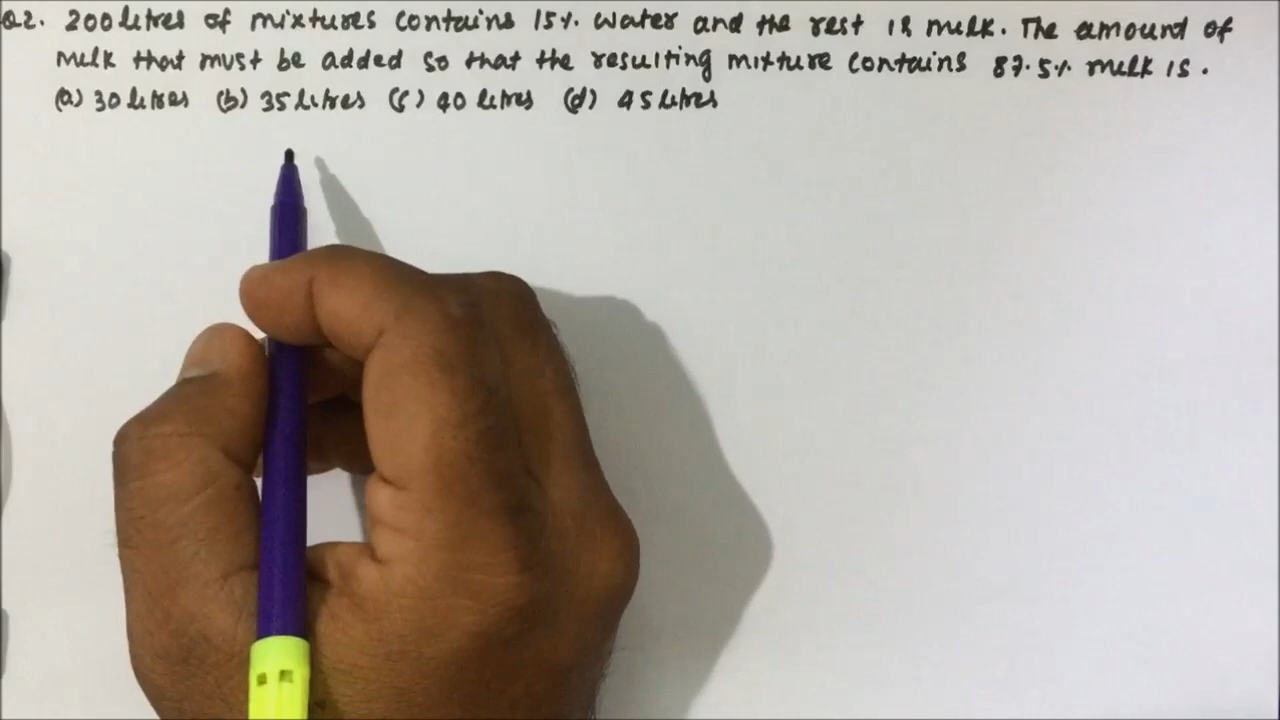 Q2. 200 litres of mixtures contains 15%. water and the rest is milk. The amount of
milk that must be added so that the resulting mixture contains 87.5% milk is.
(a) 30 litres (b) 35 litres (c) 40 litres (d) 45 litres